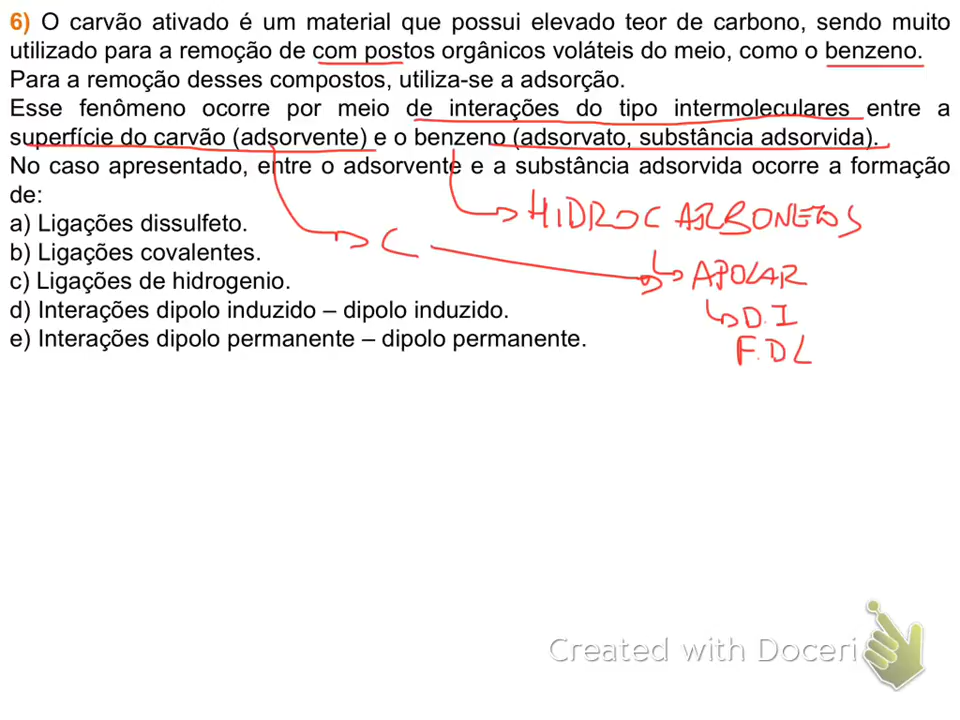 6) O carvão ativado é um material que possui elevado teor de carbono, sendo muito
utilizado para a remoção de com postos orgânicos voláteis do meio, como o benzeno.
Para a remoção desses compostos, utiliza-se a adsorção.
Esse fenômeno ocorre por meio de interações do tipo intermoleculares entre a
superfície do carvão (adsorvente) e o benzeno (adsorvato, substância adsorvida).
No caso apresentado, entre o adsorvente e a substância adsorvida ocorre a formação
de:
HIDROCARBONETOS
a) Ligações dissulfeto.
C
b) Ligações covalentes.
APOLAR
c) Ligações de hidrogenio.
d) Interações dipolo induzido – dipolo induzido.
D.I
e) Interações dipolo permanente – dipolo permanente.
F.DL
Created with Doceri